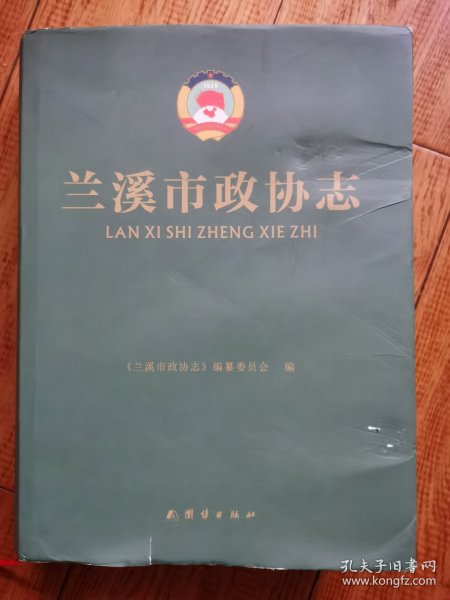 1949
兰溪市政协志
LAN XI SHI ZHENG XIE ZHI
《兰溪市政协志》编纂委员会 编
团结出版社
孔夫子旧书网
www.kongfz.com